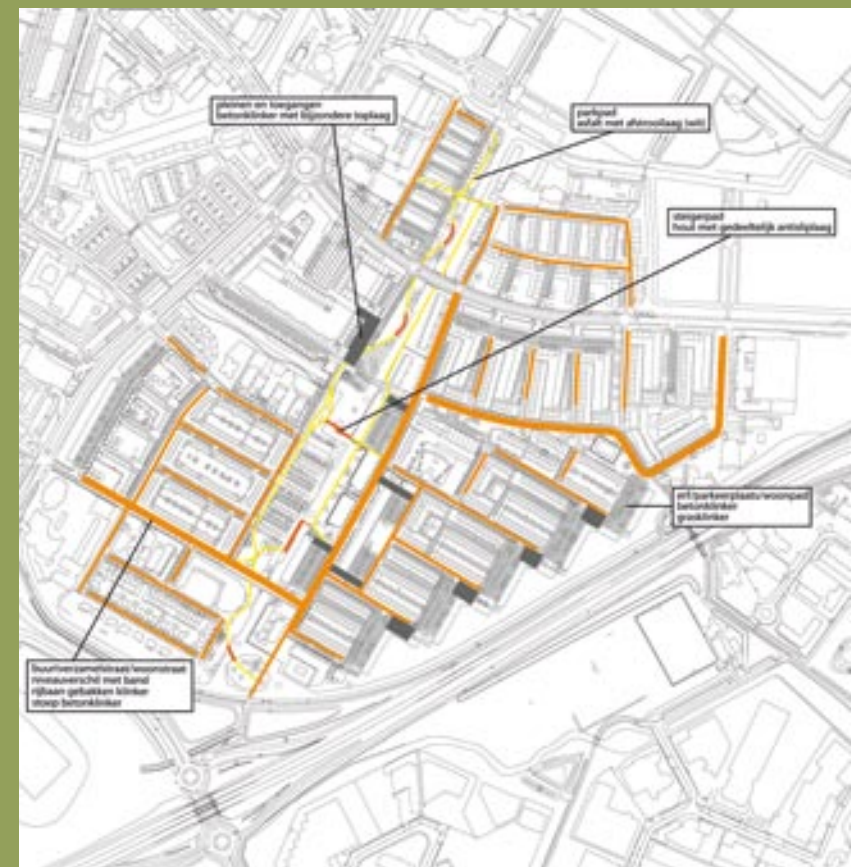 pleinen en toegangen
betonklinker met bijzondere toplaag
parkpad
asfalt met afstrooilaag (wit)
steigerpad
hout met gedeeltelijk antisliplaag
erf/parkeerplaats/woonpad
betonklinker
grasklinker
buurtverzamelstraat/woonstraat
niveauverschil met band
rijbaan gebakken klinker
stoep betonklinker